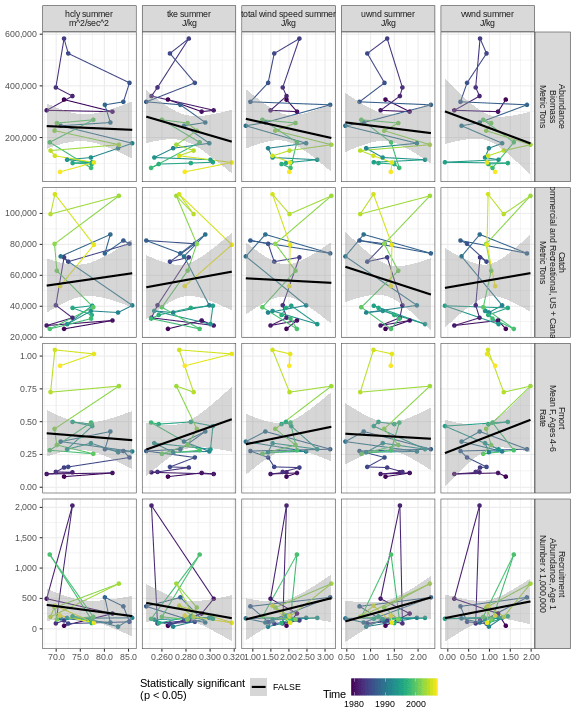 hcly summer
m^2/sec^2
tke summer
J/kg
total wind speed summer
J/kg
uwnd summer
J/kg
vwnd summer
J/kg
600,000
400,000
200,000
Abundance
Biomass
Metric Tons
100,000
80,000
60,000
40,000
20,000
Catch
Metric Tons
1.00
0.75
0.50
0.25
0.00
Fmort
Mean F, Ages 4-6
Rate
2,000
1,500
1,000
500
0
Recruitment
Abundance, Age 1
Number x 1,000,000
70.0 75.0 80.0 85.0
0.260 0.280 0.300 0.320
1.00 1.50 2.00 2.50 3.00
0.50 1.00 1.50 2.00
0.00 0.50 1.00 1.50 2.00
Statistically significant
(p < 0.05)
FALSE
Time
1980 1990 2000